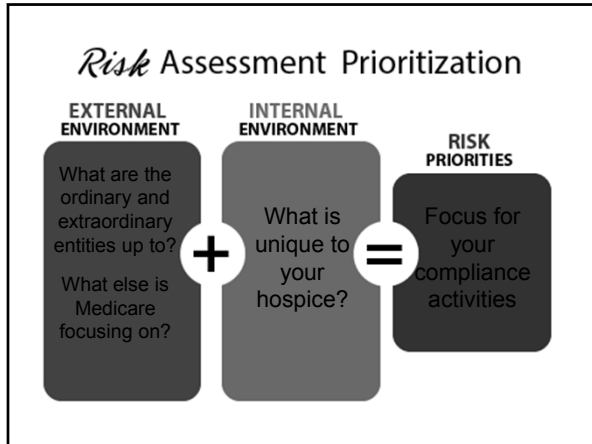 Risk Assessment Prioritization
EXTERNAL
ENVIRONMENT
What are the
ordinary and
extraordinary
entities up to?
What else is
Medicare
focusing on?
+
INTERNAL
ENVIRONMENT
What is
unique to
your
hospice?
=
RISK
PRIORITIES
Focus for
your
compliance
activities